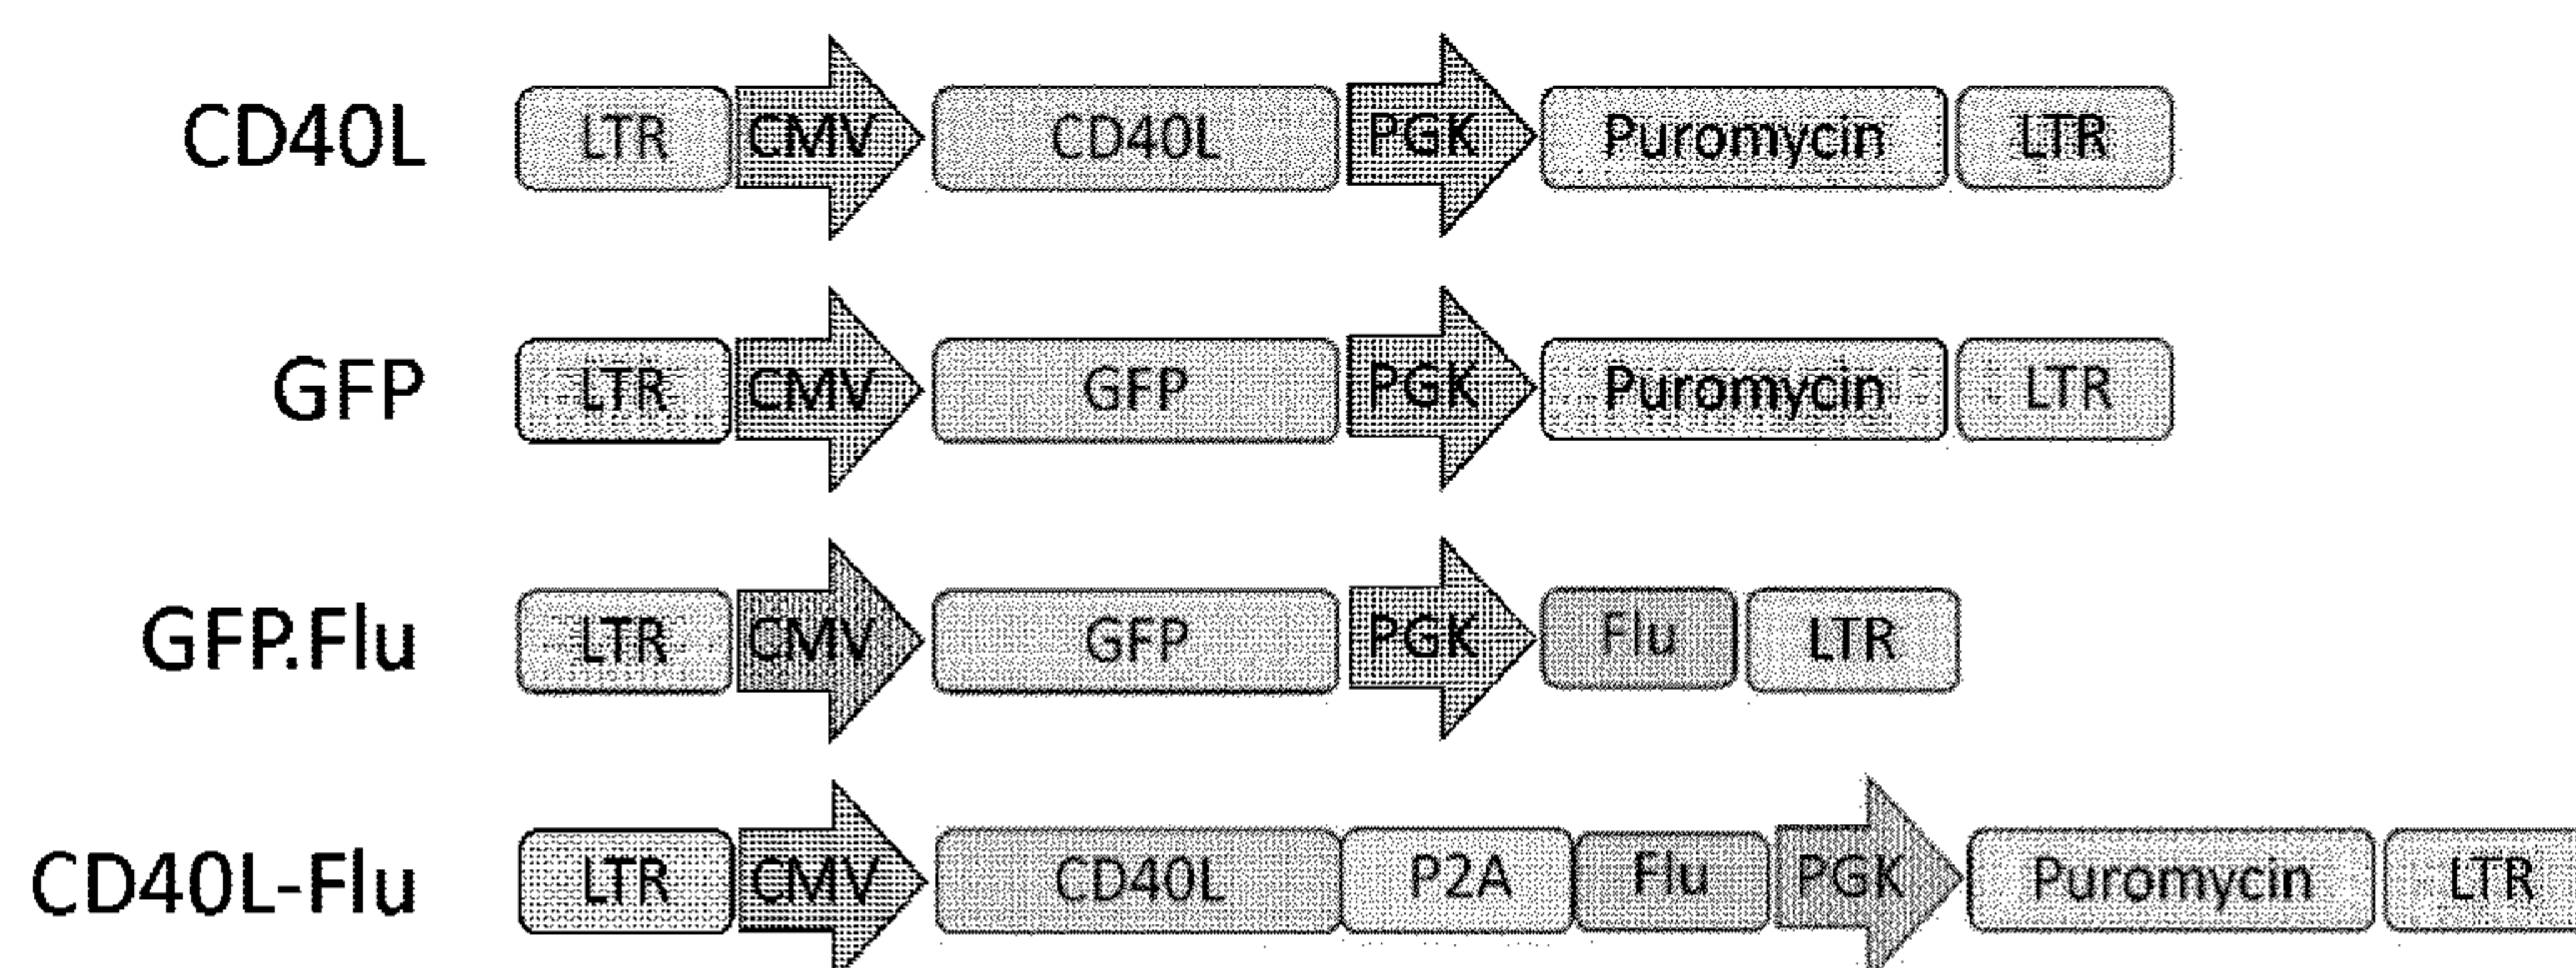 CD40L LTR CMV CD40L PGK Puromycin LTR
GFP LTR CMV GFP PGK Puromycin LTR
GFP.Flu LTR CMV GFP PGK Flu LTR
CD40L-Flu LTR CMV CD40L P2A Flu PGK Puromycin LTR